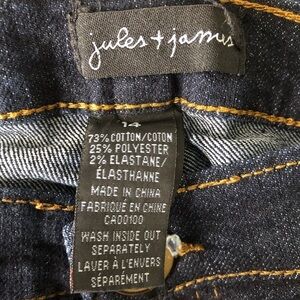 jules + james
14
73% COTTON/COTON
25% POLYESTER
2% ELASTANE/
ÉLASTHANNE
MADE IN CHINA
FABRIQUÉ EN CHINE
CA00100
WASH INSIDE OUT
SEPARATELY
LAVER À L'ENVERS
SÉPARÉMENT